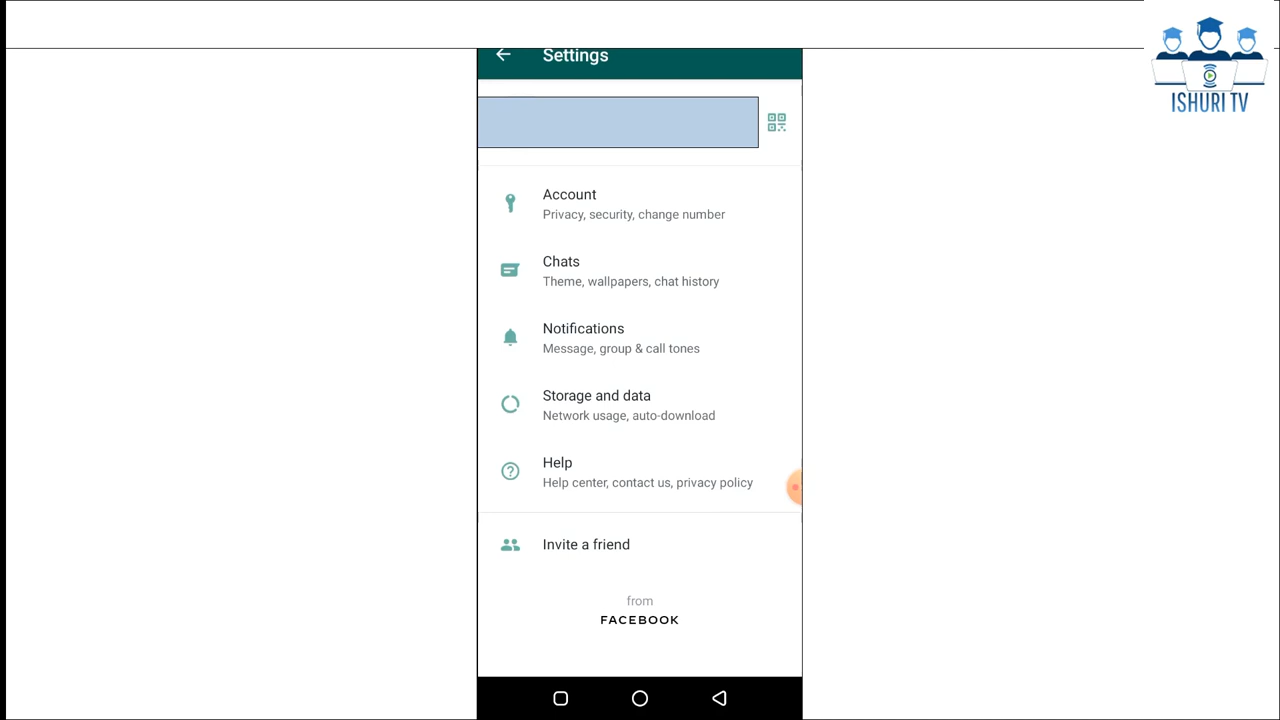 Settings
Account
Privacy, security, change number
Chats
Theme, wallpapers, chat history
Notifications
Message, group & call tones
Storage and data
Network usage, auto-download
Help
Help center, contact us, privacy policy
Invite a friend
from
FACEBOOK
ISHURI TV